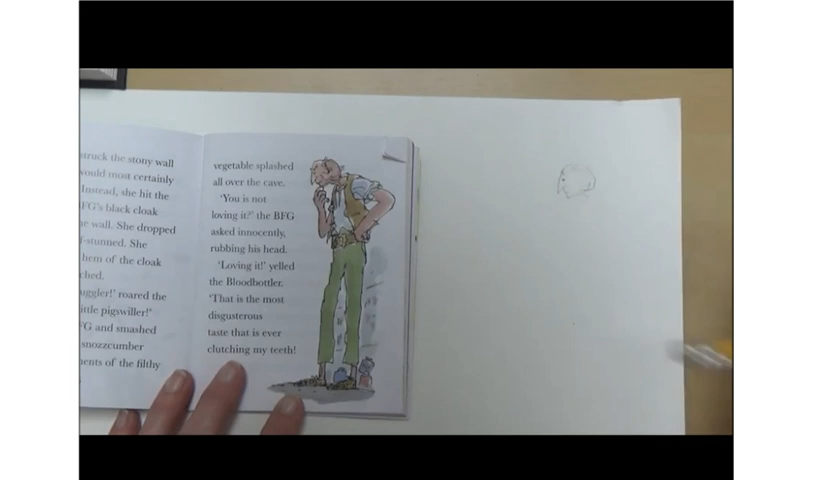 struck the stony wall
would most certainly
Instead, she hit the
BFG's black cloak
he wall. She dropped
f-stunned. She
hem of the cloak
ched.
uggler!' roared the
ittle pigswiller!'
FG and smashed
snozzcumber
ments of the filthy
vegetable splashed
all over the cave.
'You is not
loving it?' the BFG
asked innocently,
rubbing his head.
'Loving it!' yelled
the Bloodbottler.
'That is the most
disgusterous
taste that is ever
clutching my teeth!